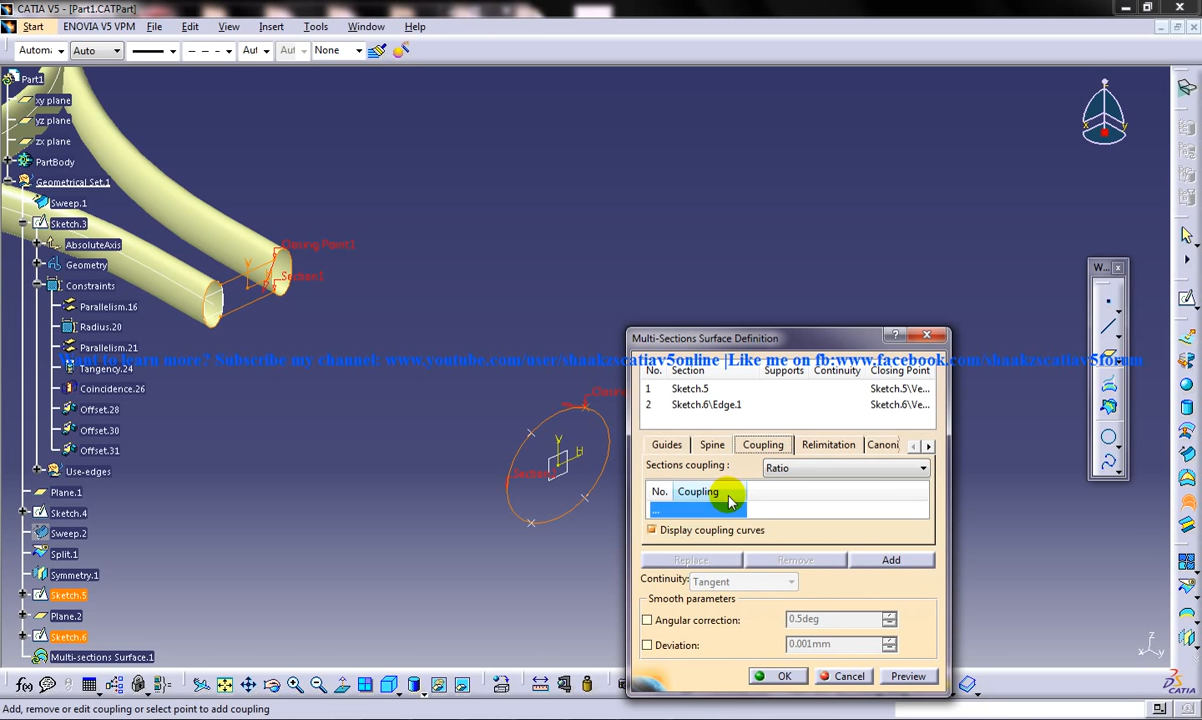 CATIA V5 - [Part1.CATPart]
Start ENOVIA V5 VPM File Edit View Insert Tools Window Help
Automa Auto Aut Aut None
Part1
xy plane
yz plane
zx plane
PartBody
Geometrical Set.1
Sweep.1
Sketch.3
AbsoluteAxis
Geometry
Constraints
Parallelism.16
Radius.20
Parallelism.21
Tangency.24
Coincidence.26
Offset.28
Offset.30
Offset.31
Use-edges
Plane.1
Sketch.4
Sweep.2
Split.1
Symmetry.1
Sketch.5
Plane.2
Sketch.6
Multi-sections Surface.1
Closing Point1
Section1
V
V
H
W...
Want to learn more? Subscribe my channel: www.youtube.com/user/shaakzscatiav5online |Like me on fb:www.facebook.com/shaakzscatiav5forum
Multi-Sections Surface Definition
No. Section Supports Continuity Closing Point
1 Sketch.5 Sketch.5\Ve...
2 Sketch.6\Edge.1 Sketch.6\Ve...
Guides Spine Coupling Relimitation Canoni
Sections coupling : Ratio
No. Coupling
...
Display coupling curves
Replace Remove Add
Continuity: Tangent
Smooth parameters
Angular correction: 0.5deg
Deviation: 0.001mm
OK Cancel Preview
Add, remove or edit coupling or select point to add coupling